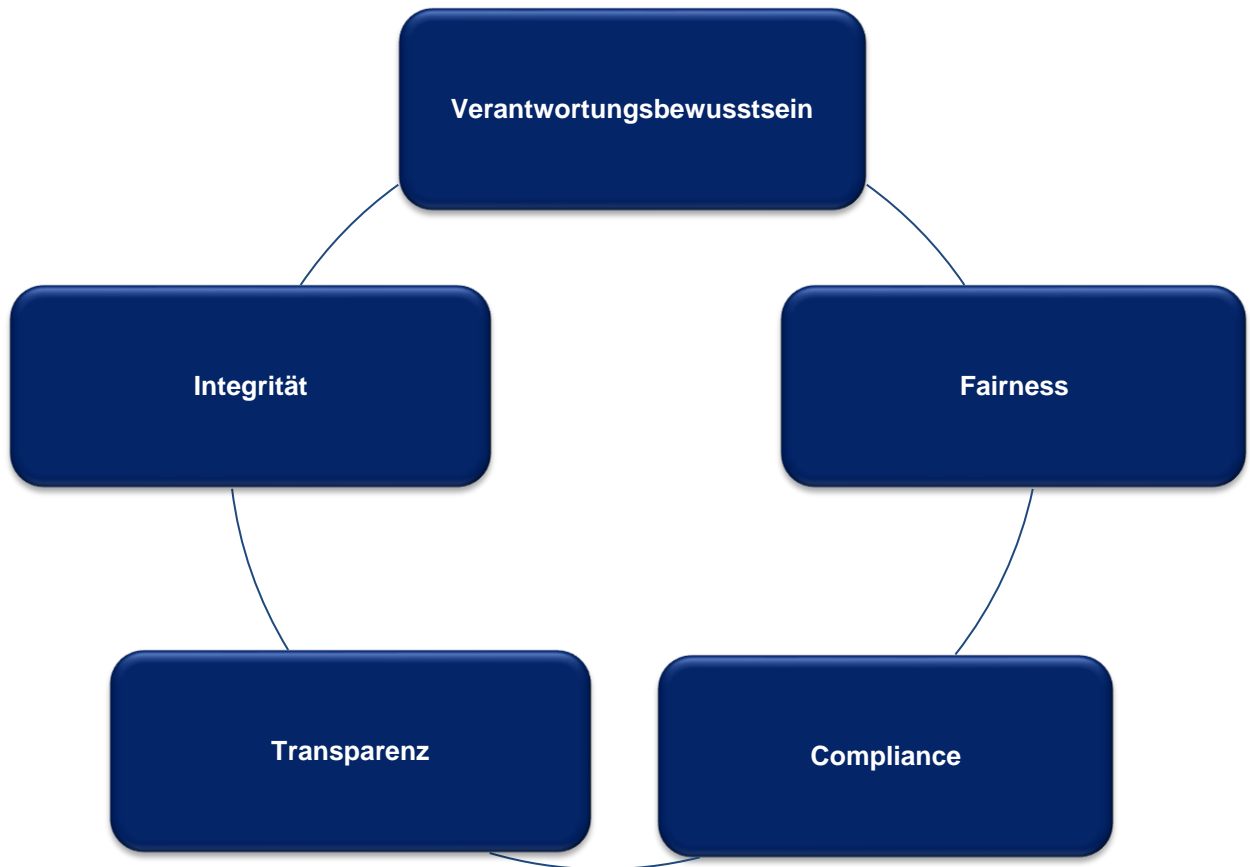 Verantwortungsbewusstsein
Integrität
Fairness
Transparenz
Compliance